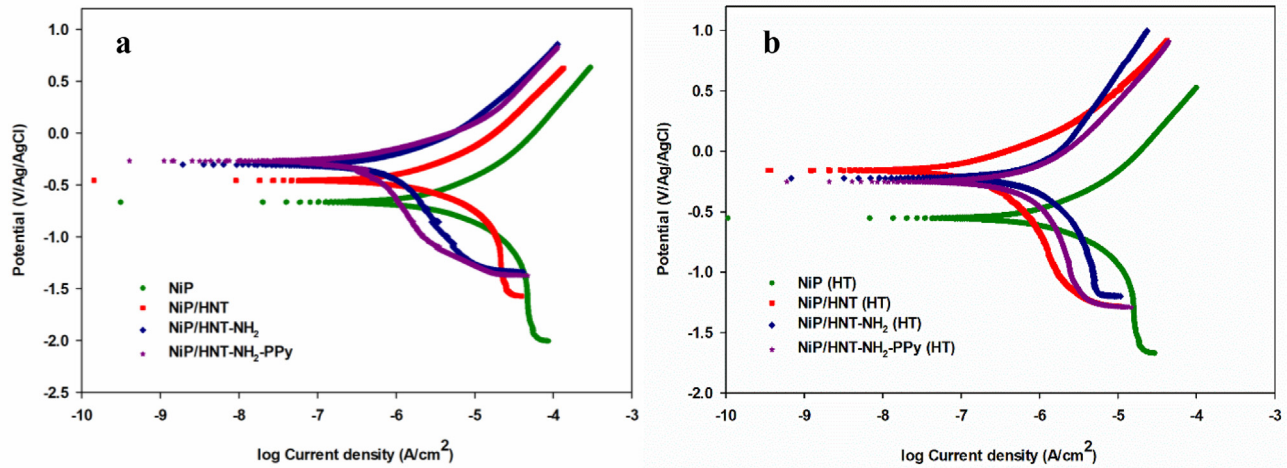 a
Potential (V/Ag/AgCl)
1.0
0.5
0.0
-0.5
-1.0
-1.5
-2.0
-2.5
NiP
NiP/HNT
NiP/HNT-NH2
NiP/HNT-NH2-PPy
-10 -9 -8 -7 -6 -5 -4 -3
log Current density (A/cm2)
b
Potential (V/Ag/AgCl)
1.0
0.5
0.0
-0.5
-1.0
-1.5
-2.0
NiP (HT)
NiP/HNT (HT)
NiP/HNT-NH2 (HT)
NiP/HNT-NH2-PPy (HT)
-10 -9 -8 -7 -6 -5 -4 -3
log Current density (A/cm2)